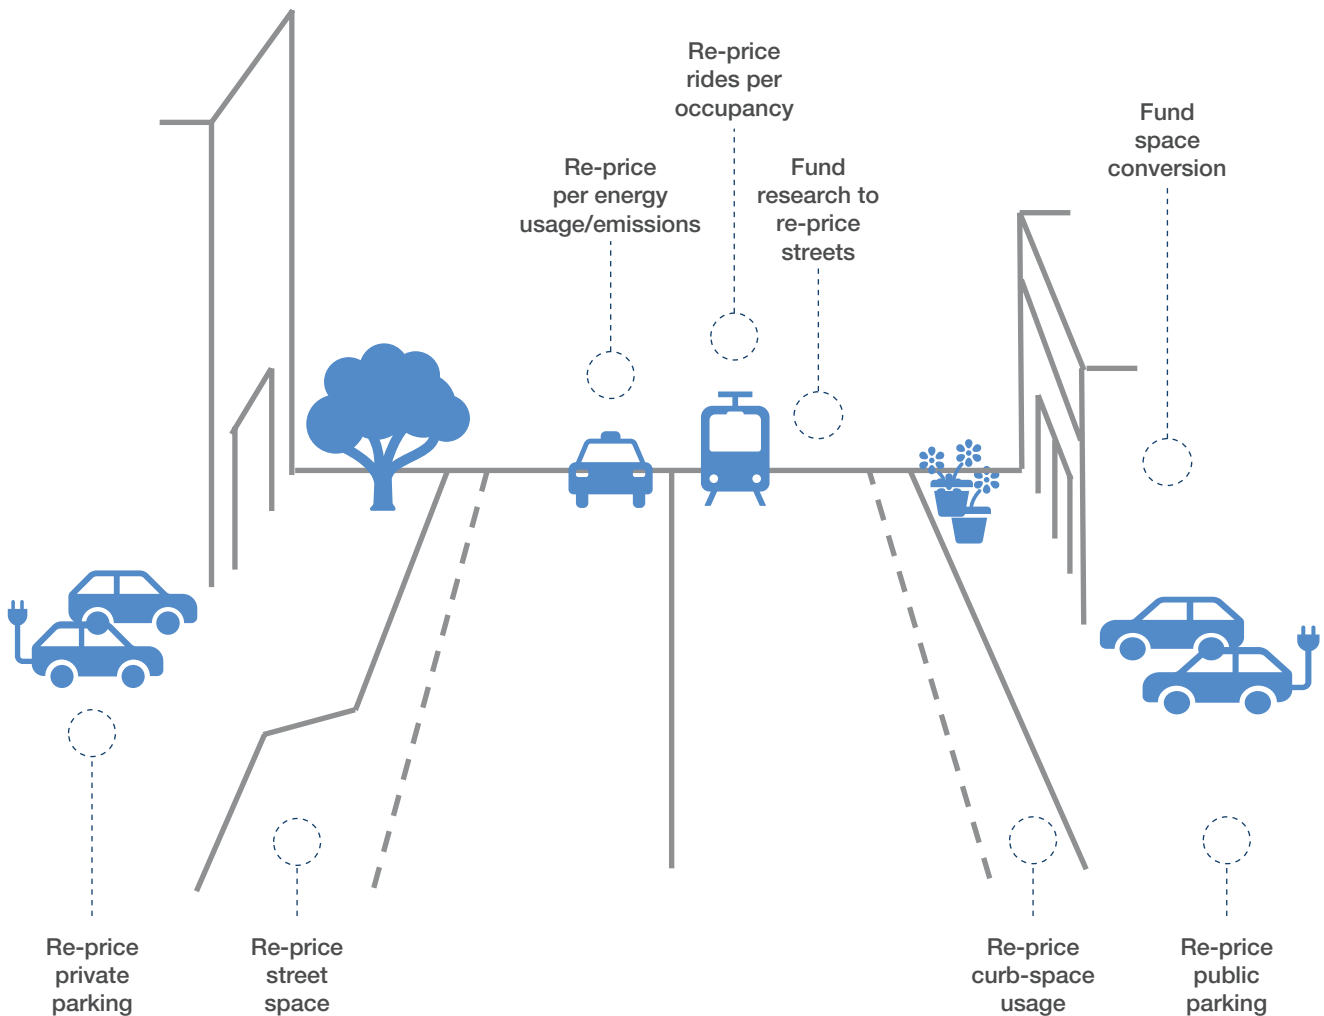 Re-price
rides per
occupancy
Fund
space
conversion
Re-price
per energy
usage/emissions
Fund
research to
re-price
streets
Re-price
private
parking
Re-price
street
space
Re-price
curb-space
usage
Re-price
public
parking